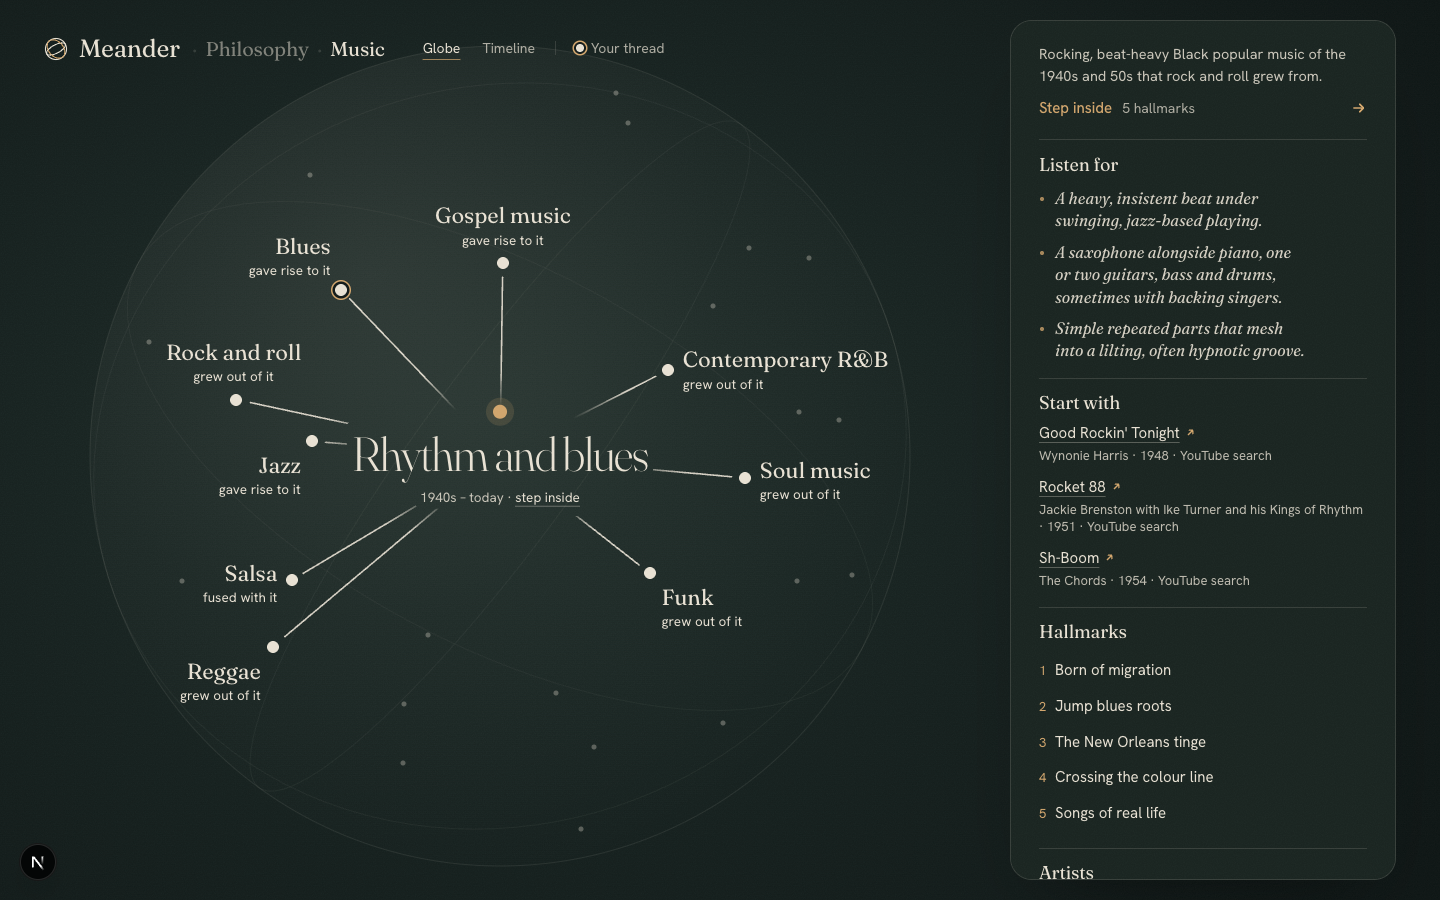 Meander · Philosophy · Music Globe Timeline Your thread
Gospel music
gave rise to it
Blues
gave rise to it
Rock and roll
grew out of it
Contemporary R&B
grew out of it
Jazz
gave rise to it
Rhythm and blues
1940s – today · step inside
Soul music
grew out of it
Salsa
fused with it
Funk
grew out of it
Reggae
grew out of it
N
Rocking, beat-heavy Black popular music of the
1940s and 50s that rock and roll grew from.
Step inside 5 hallmarks →
Listen for
• A heavy, insistent beat under
swinging, jazz-based playing.
• A saxophone alongside piano, one
or two guitars, bass and drums,
sometimes with backing singers.
• Simple repeated parts that mesh
into a lilting, often hypnotic groove.
Start with
Good Rockin' Tonight ↗
Wynonie Harris · 1948 · YouTube search
Rocket 88 ↗
Jackie Brenston with Ike Turner and his Kings of Rhythm
· 1951 · YouTube search
Sh-Boom ↗
The Chords · 1954 · YouTube search
Hallmarks
1 Born of migration
2 Jump blues roots
3 The New Orleans tinge
4 Crossing the colour line
5 Songs of real life
Artists